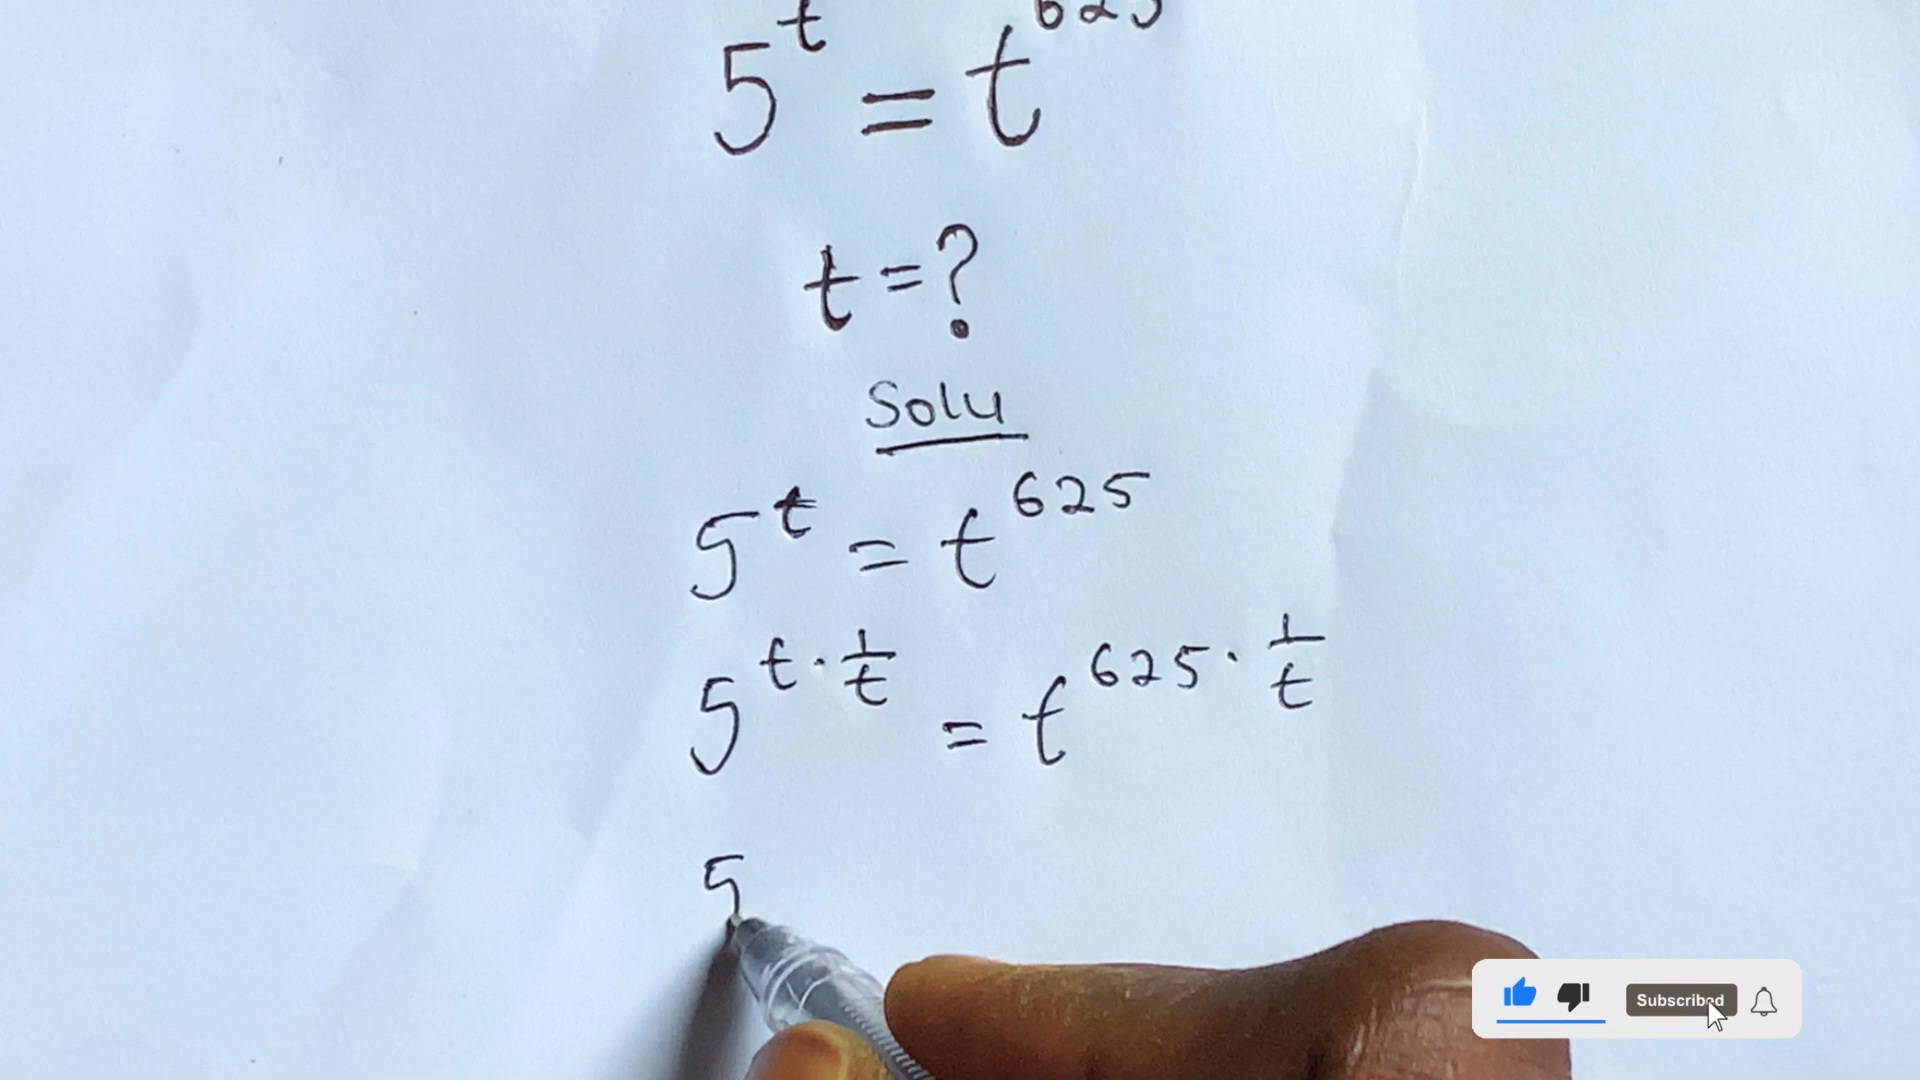 5^t = t^625
t = ?
Solu
5^t = t^625
5^{t · 1/t} = t^{625 · 1/t}
5
Subscribed